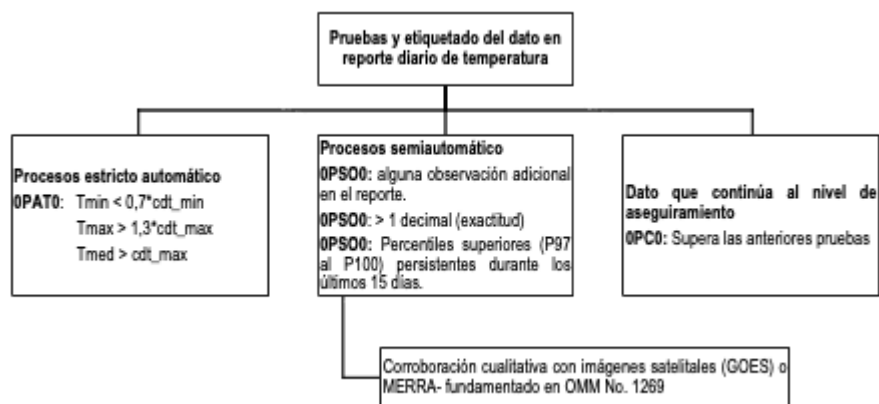 Pruebas y etiquetado del dato en
reporte diario de temperatura
Procesos estricto automático
0PAT0: Tmin < 0,7*cdt_min
Tmax > 1,3*cdt_max
Tmed > cdt_max
Procesos semiautomático
0PSO0: alguna observación adicional
en el reporte.
0PSO0: > 1 decimal (exactitud)
0PSO0: Percentiles superiores (P97
al P100) persistentes durante los
últimos 15 días.
Dato que continúa al nivel de
aseguiramiento
0PC0: Supera las anteriores pruebas
Corroboración cualitativa con imágenes satelitales (GOES) o
MERRA- fundamentado en OMM No. 1269